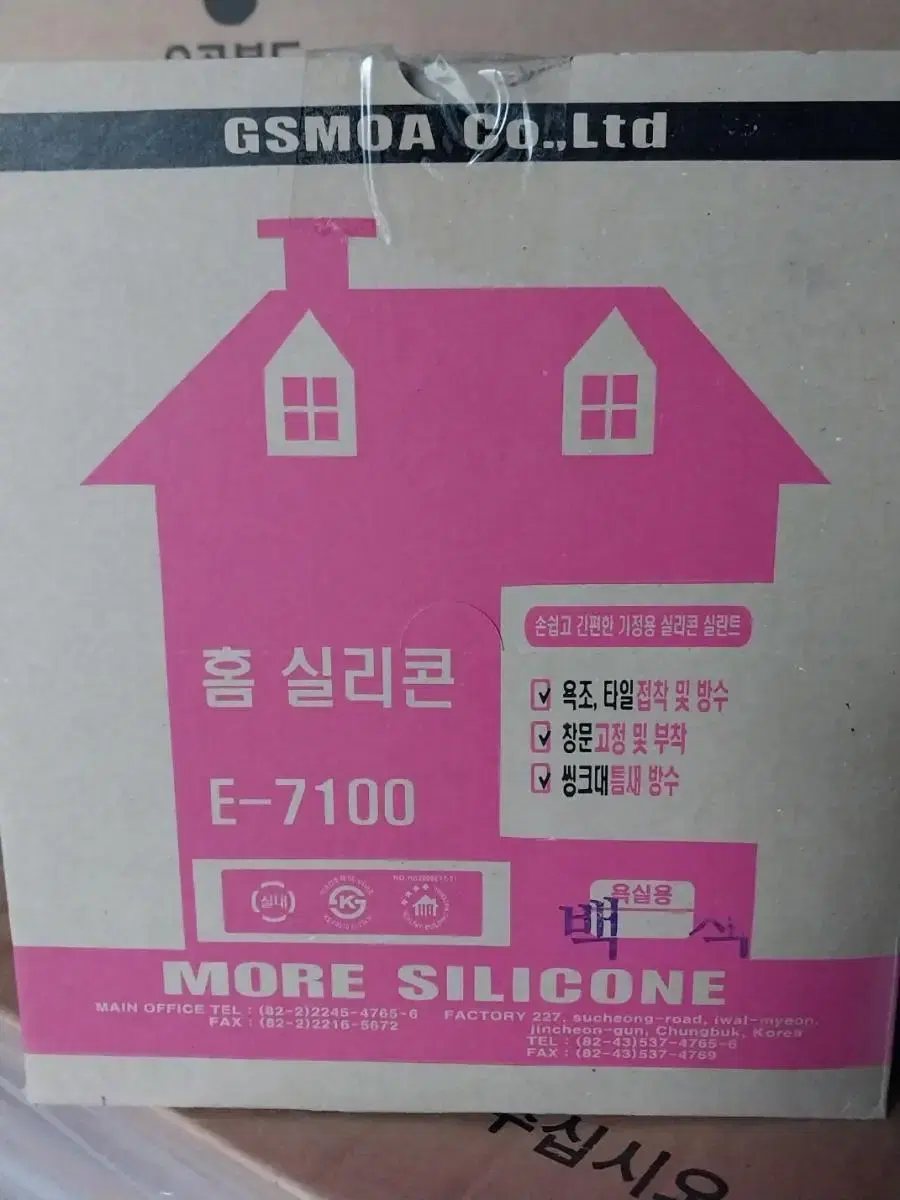 GSMOA Co.,Ltd
홈 실리콘
E-7100
손쉽고 간편한 기정용 실리콘 실란트
욕조, 타일접착 및 방수
창문고정 및 부착
씽크대틈새 방수
실내
욕실용
백 색
MORE SILICONE
MAIN OFFICE TEL : (82-2)2245-4765-6
FAX : (82-2)2216-5672
FACTORY 227, sucheong-road, iwal-myeon,
jincheon-gun, Chungbuk, Korea
TEL : (82-43)537-4765-6
FAX : (82-43)537-4769
십시오